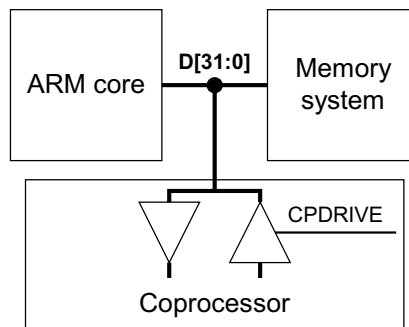 D[31:0]
ARM core
Memory
system
CPDRIVE
Coprocessor